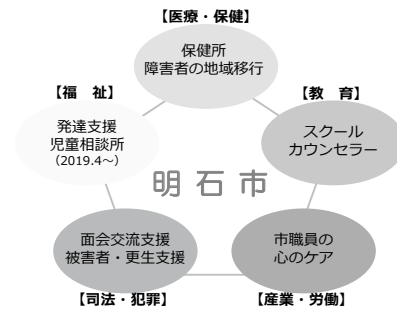 【医療・保健】
保健所
障害者の地域移行
【福　祉】
発達支援
児童相談所
（2019.4～）
【教　育】
スクール
カウンセラー
明石市
面会交流支援
被害者・更生支援
【司法・犯罪】
市職員の
心のケア
【産業・労働】